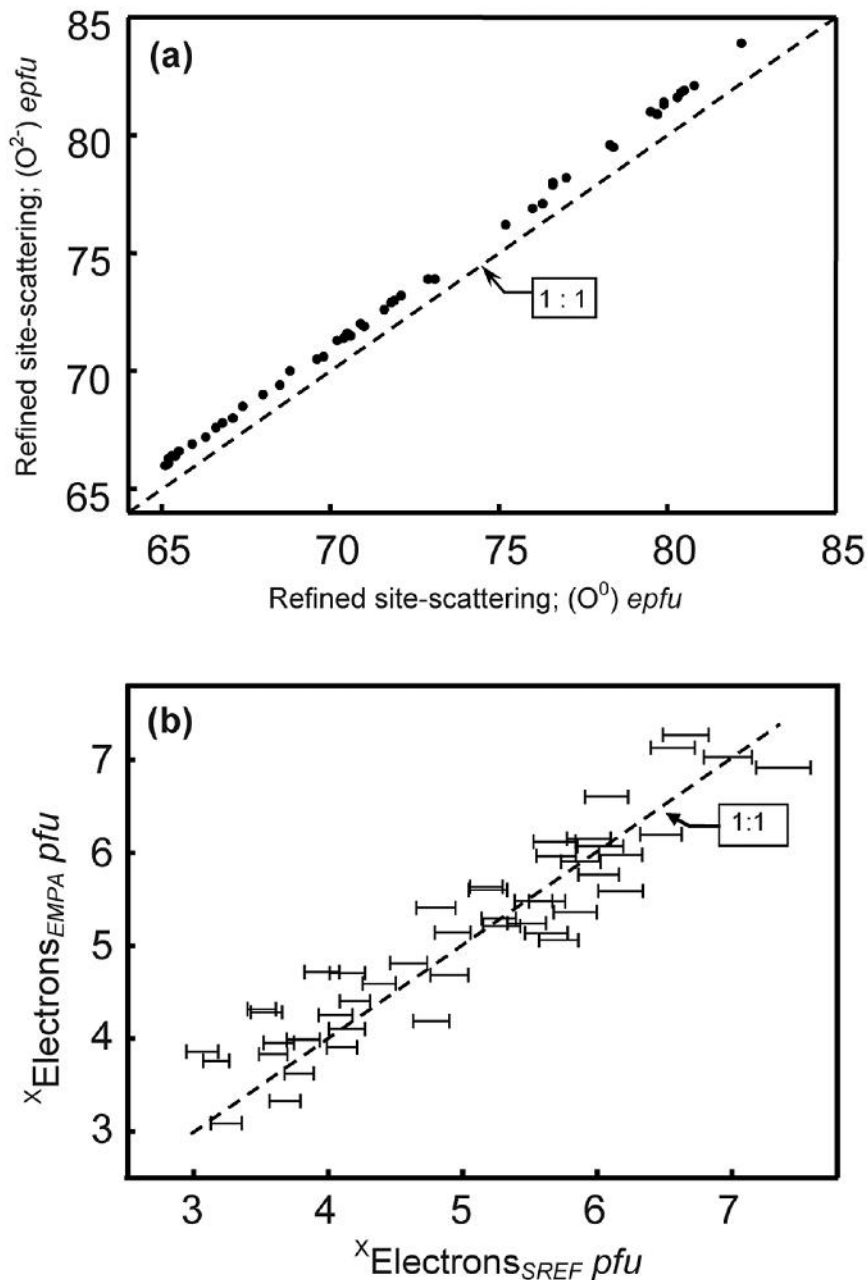 (a)
85
80
75
70
65
1 : 1
65 70 75 80 85
Refined site-scattering; (O²⁻) epfu
Refined site-scattering; (O⁰) epfu
(b)
7
6
5
4
3
1:1
3 4 5 6 7
ˣElectrons_EMPA pfu
ˣElectrons_SREF pfu